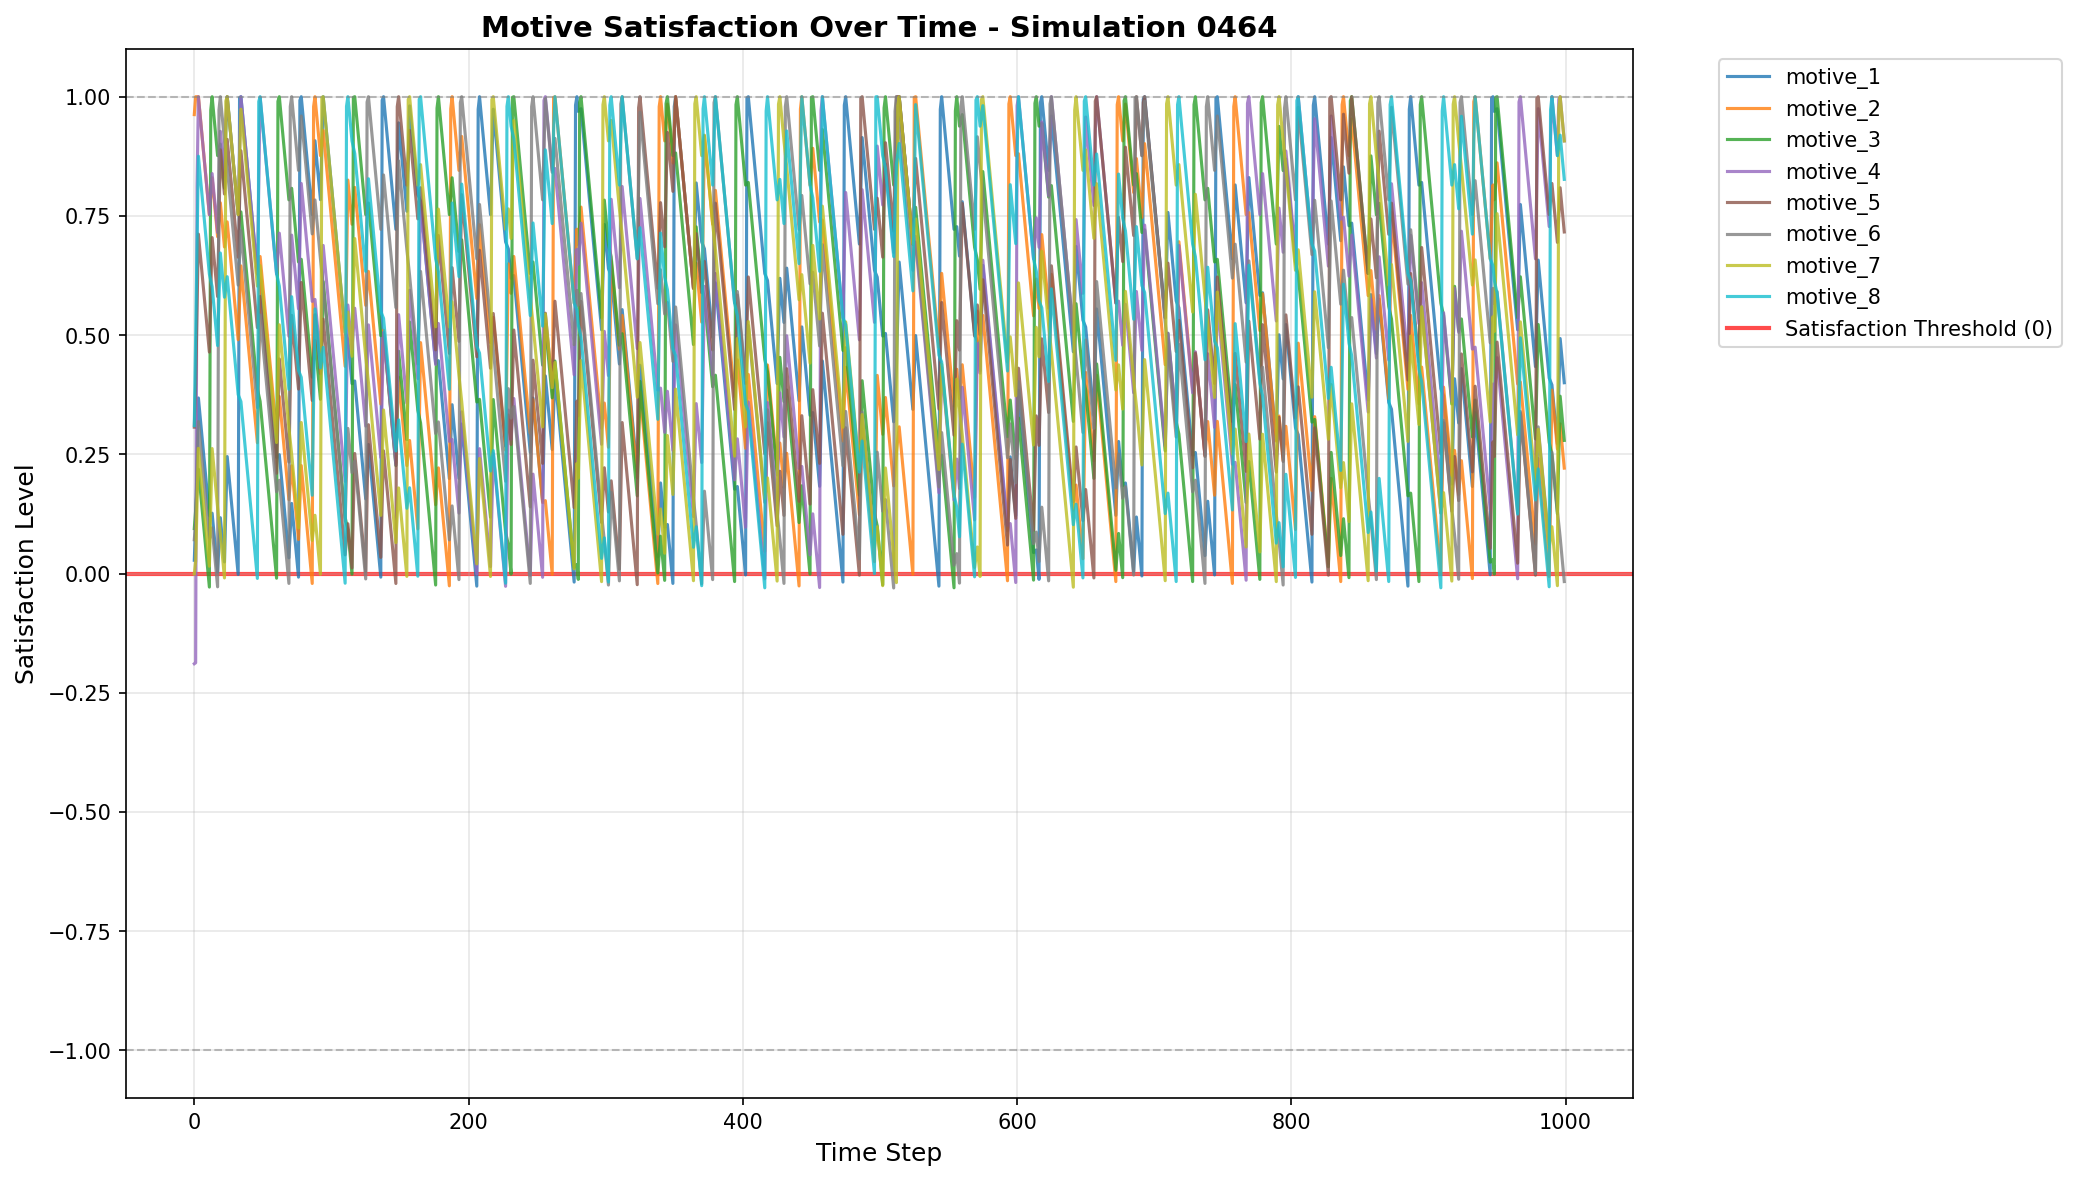 Motive Satisfaction Over Time - Simulation 0464
Satisfaction Level
1.00
0.75
0.50
0.25
0.00
−0.25
−0.50
−0.75
−1.00
0
200
400
600
800
1000
Time Step
motive_1
motive_2
motive_3
motive_4
motive_5
motive_6
motive_7
motive_8
Satisfaction Threshold (0)